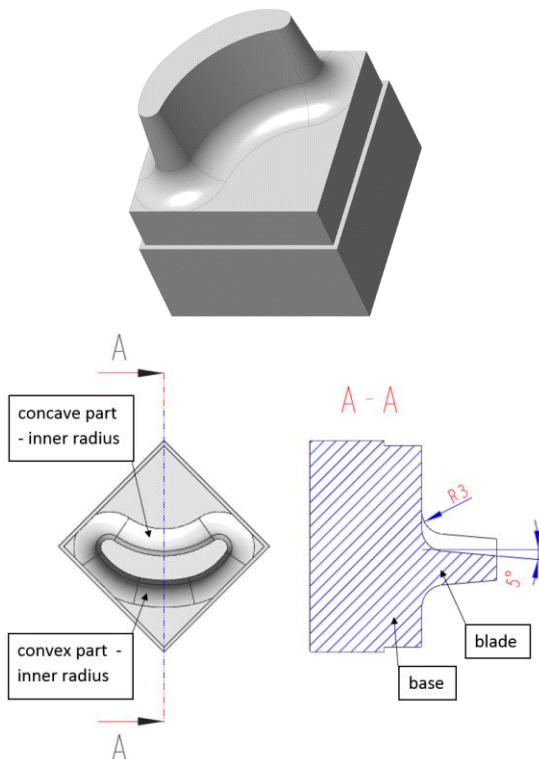 A
concave part
- inner radius
A - A
R3
5°
convex part -
inner radius
blade
base
A